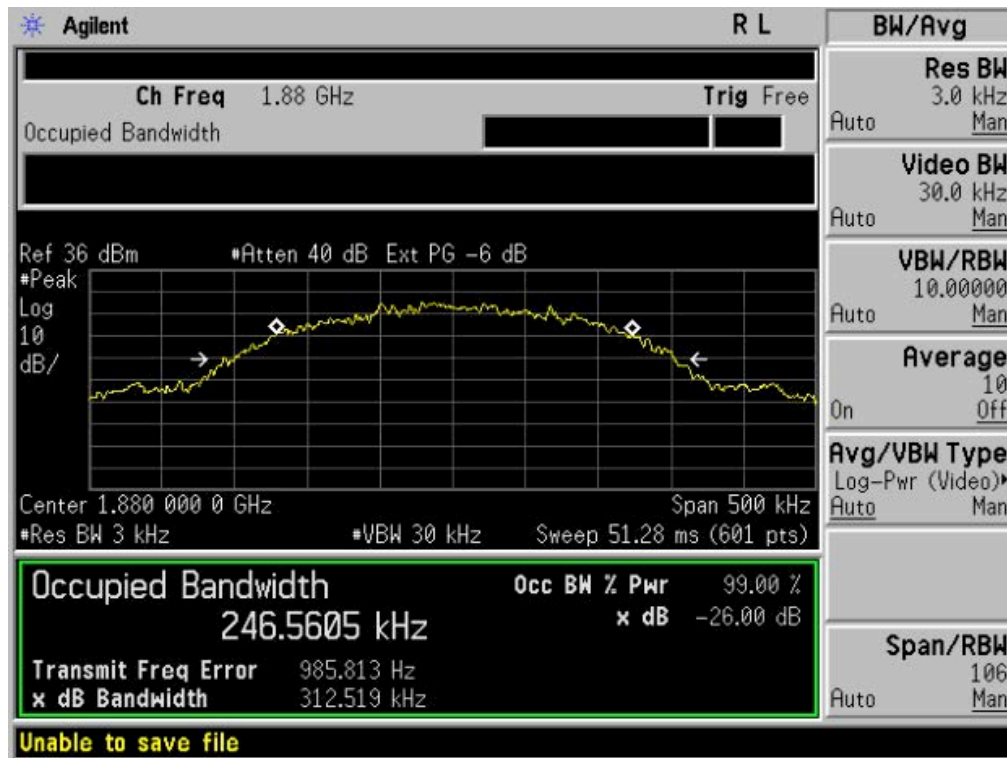 Agilent
R L
BW/Avg
Ch Freq 1.88 GHz
Trig Free
Occupied Bandwidth
Ref 36 dBm
#Atten 40 dB Ext PG -6 dB
#Peak
Log
10
dB/
Center 1.880 000 0 GHz
Span 500 kHz
#Res BW 3 kHz
#VBW 30 kHz
Sweep 51.28 ms (601 pts)
Occupied Bandwidth
246.5605 kHz
Occ BW % Pwr 99.00 %
x dB -26.00 dB
Transmit Freq Error 985.813 Hz
x dB Bandwidth 312.519 kHz
Unable to save file
Res BW
3.0 kHz
Auto Man
Video BW
30.0 kHz
Auto Man
VBW/RBW
10.00000
Auto Man
Average
10
On Off
Avg/VBW Type
Log-Pwr (Video)
Auto Man
Span/RBW
106
Auto Man